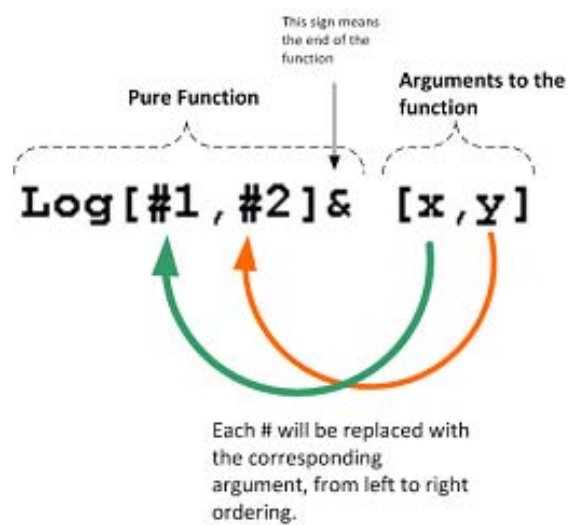 This sign means
the end of the
function
Pure Function
Arguments to the
function
Log[#1,#2]& [x,y]
Each # will be replaced with
the corresponding
argument, from left to right
ordering.